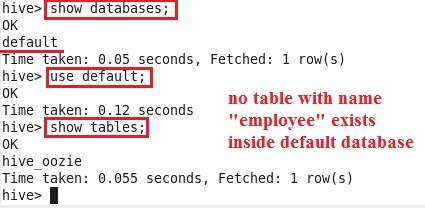 hive> show databases;
OK
default
Time taken: 0.05 seconds, Fetched: 1 row(s)
hive> use default;
OK
Time taken: 0.12 seconds
hive> show tables;
OK
hive_oozie
Time taken: 0.055 seconds, Fetched: 1 row(s)
hive>
no table with name
"employee" exists
inside default database